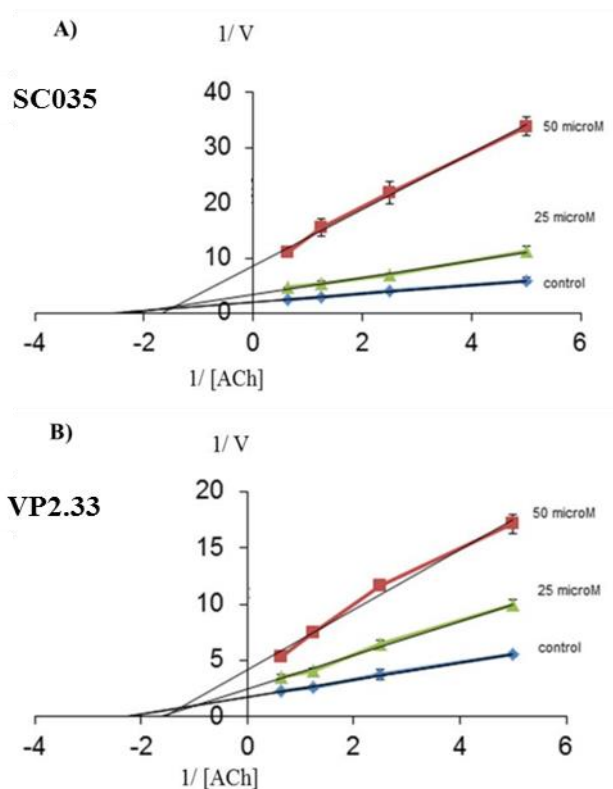 A)
1/ V
SC035
40
50 microM
30
20
25 microM
10
control
0
-4 -2 0 2 4 6
1/ [ACh]
B)
1/ V
VP2.33
20
50 microM
15
25 microM
10
control
5
0
-4 -2 0 2 4 6
1/ [ACh]